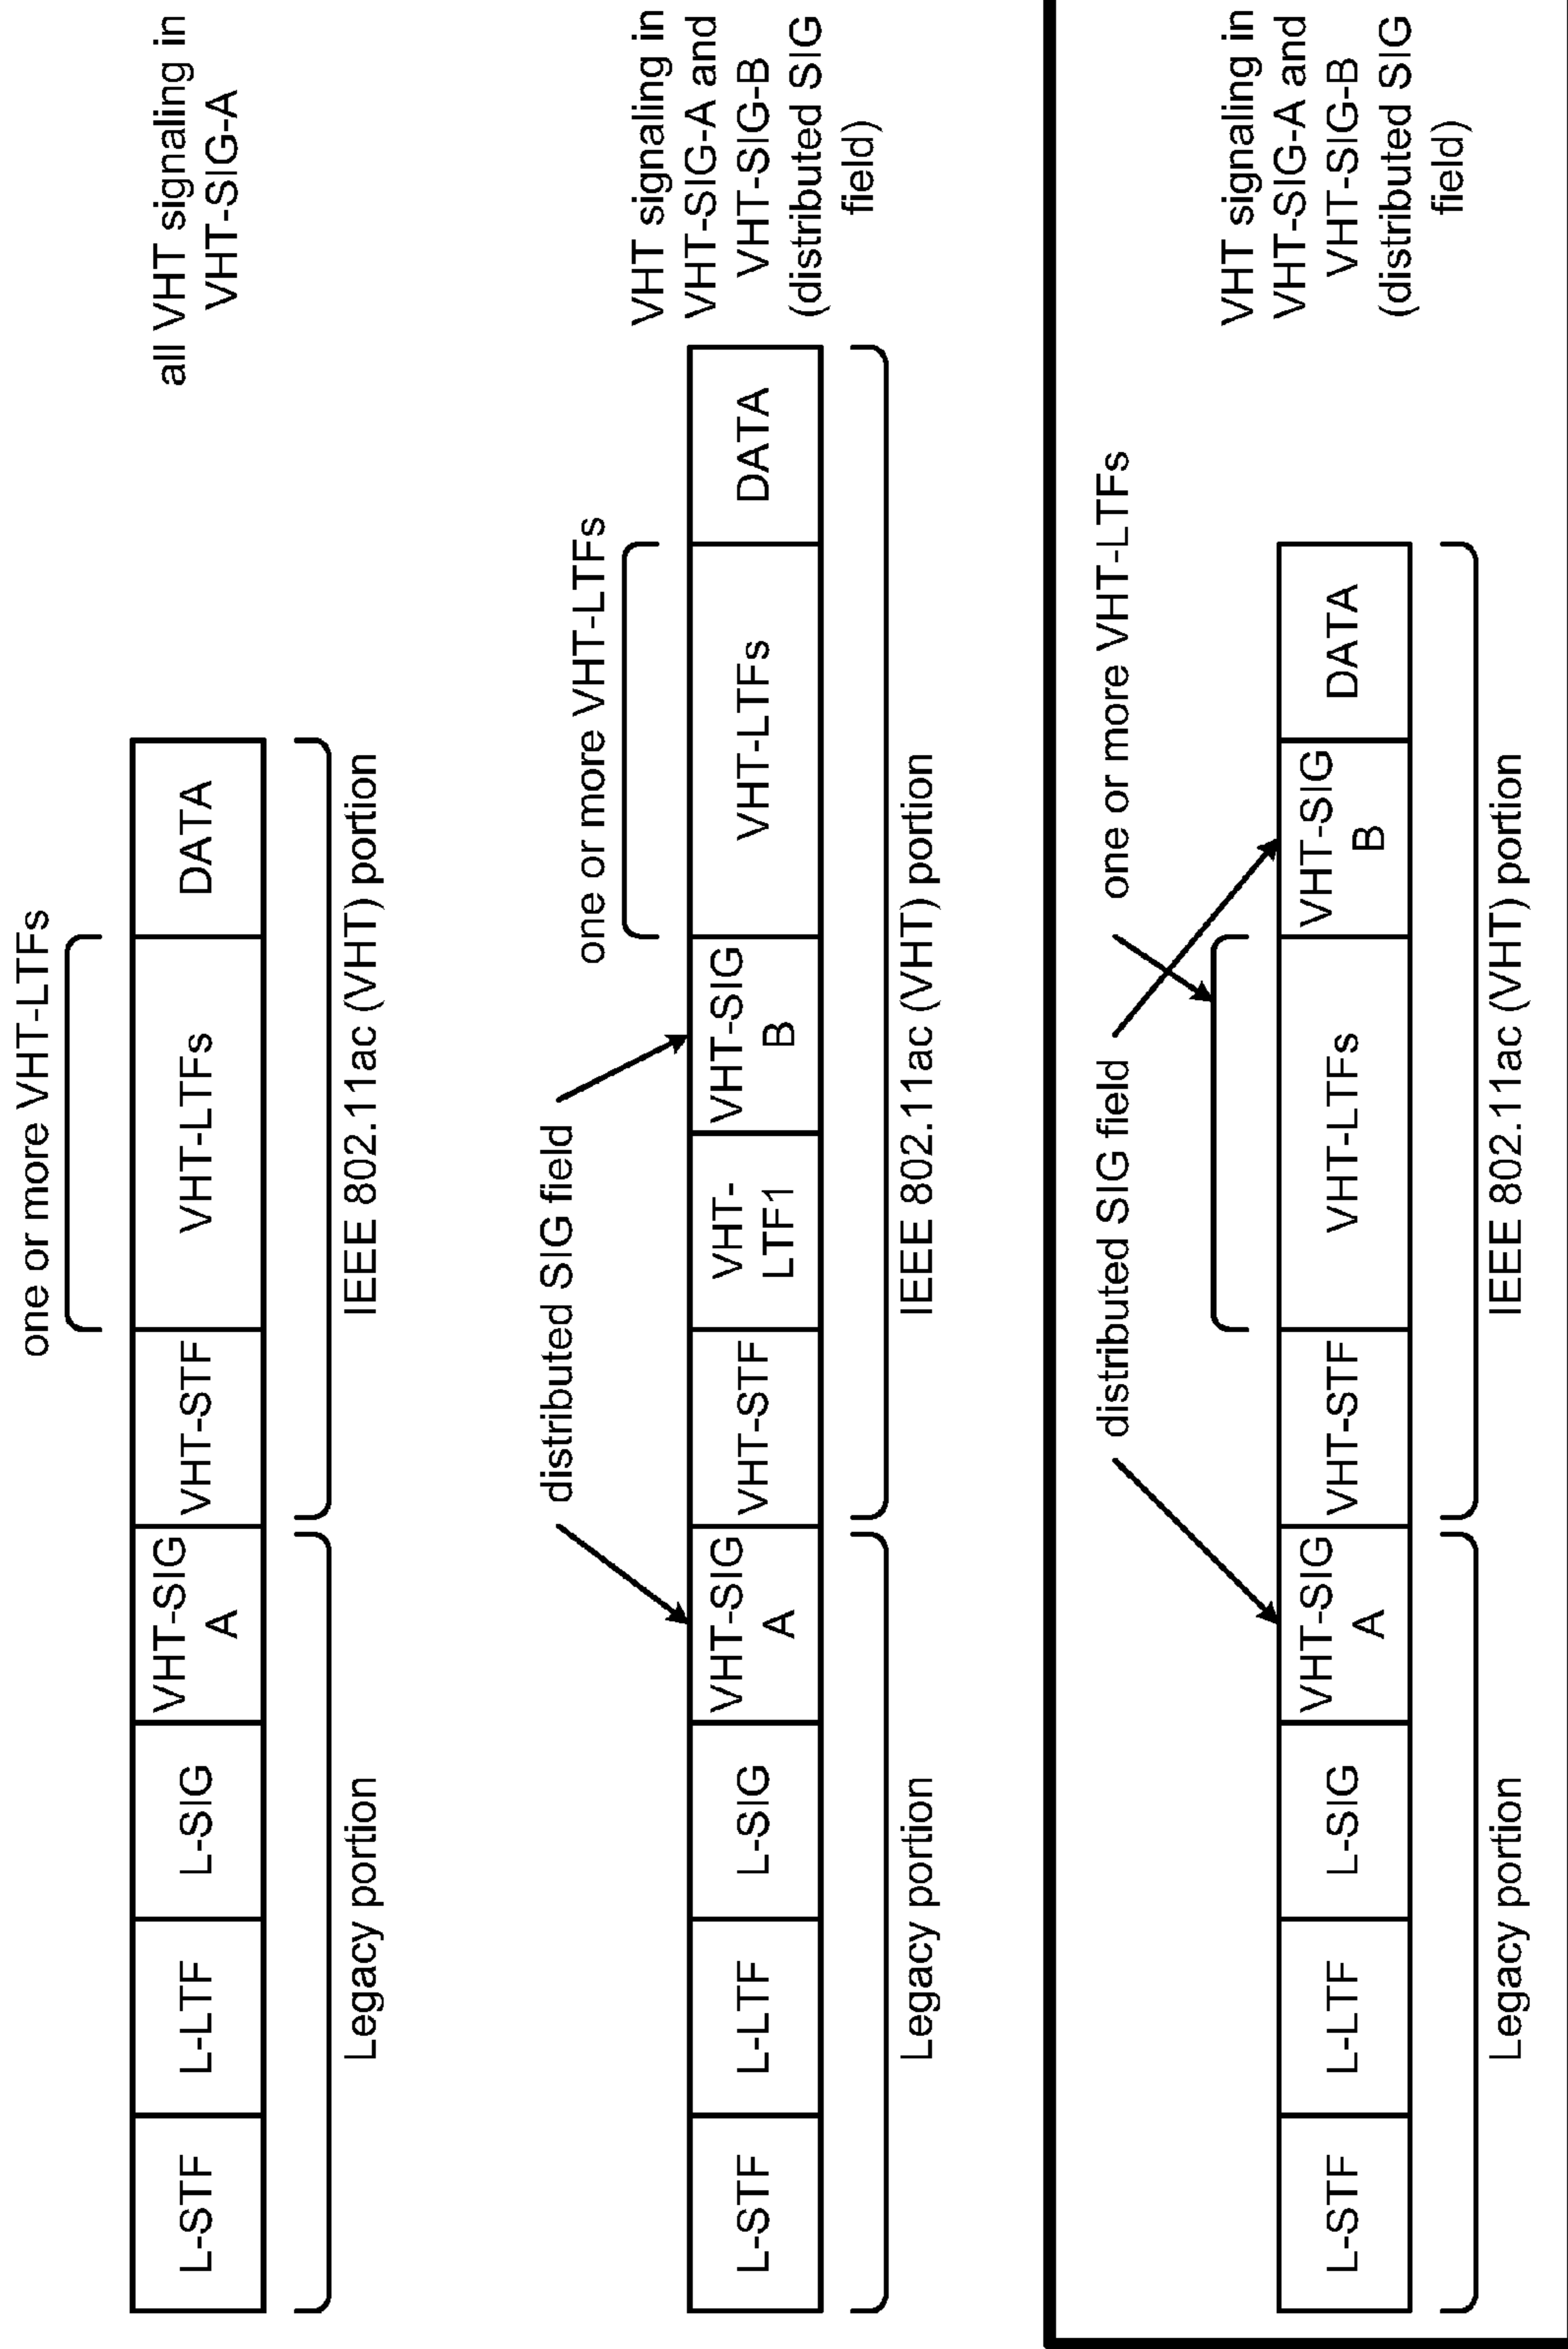 one or more VHT-LTFs
all VHT signaling in
VHT-SIG-A
L-STF
L-LTF
L-SIG
VHT-SIG
A
VHT-STF
VHT-LTFs
DATA
Legacy portion
IEEE 802.11ac (VHT) portion
distributed SIG field
one or more VHT-LTFs
VHT signaling in
VHT-SIG-A and
VHT-SIG-B
(distributed SIG
field)
L-STF
L-LTF
L-SIG
VHT-SIG
A
VHT-STF
VHT-
LTF1
VHT-SIG
B
VHT-LTFs
DATA
Legacy portion
IEEE 802.11ac (VHT) portion
distributed SIG field
one or more VHT-LTFs
VHT signaling in
VHT-SIG-A and
VHT-SIG-B
(distributed SIG
field)
L-STF
L-LTF
L-SIG
VHT-SIG
A
VHT-STF
VHT-LTFs
VHT-SIG
B
DATA
Legacy portion
IEEE 802.11ac (VHT) portion